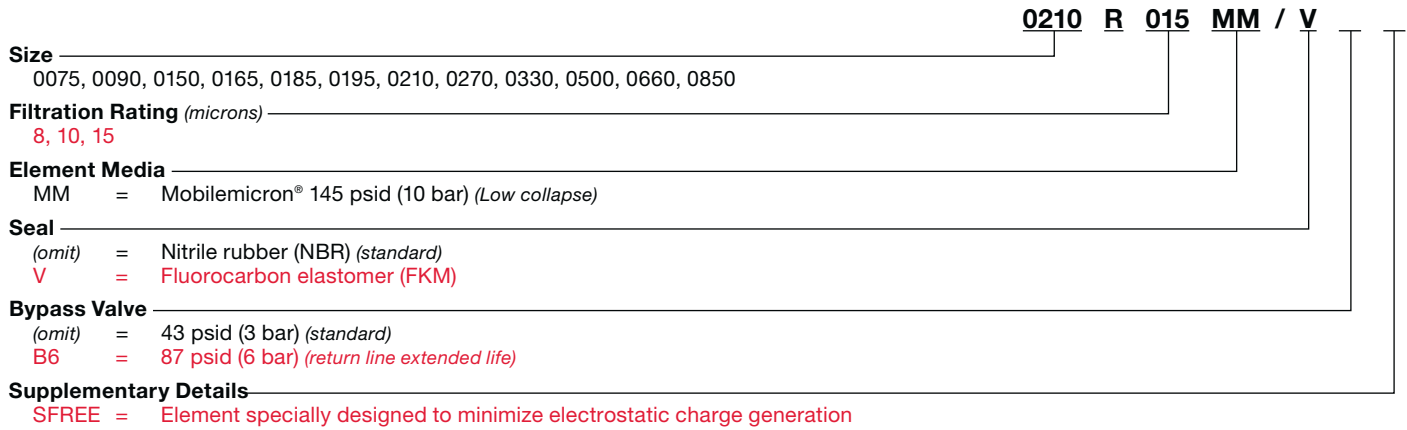 0210 R 015 MM / V
Size
0075, 0090, 0150, 0165, 0185, 0195, 0210, 0270, 0330, 0500, 0660, 0850
Filtration Rating (microns)
8, 10, 15
Element Media
MM = Mobilemicron® 145 psid (10 bar) (Low collapse)
Seal
(omit) = Nitrile rubber (NBR) (standard)
V = Fluorocarbon elastomer (FKM)
Bypass Valve
(omit) = 43 psid (3 bar) (standard)
B6 = 87 psid (6 bar) (return line extended life)
Supplementary Details
SFREE = Element specially designed to minimize electrostatic charge generation